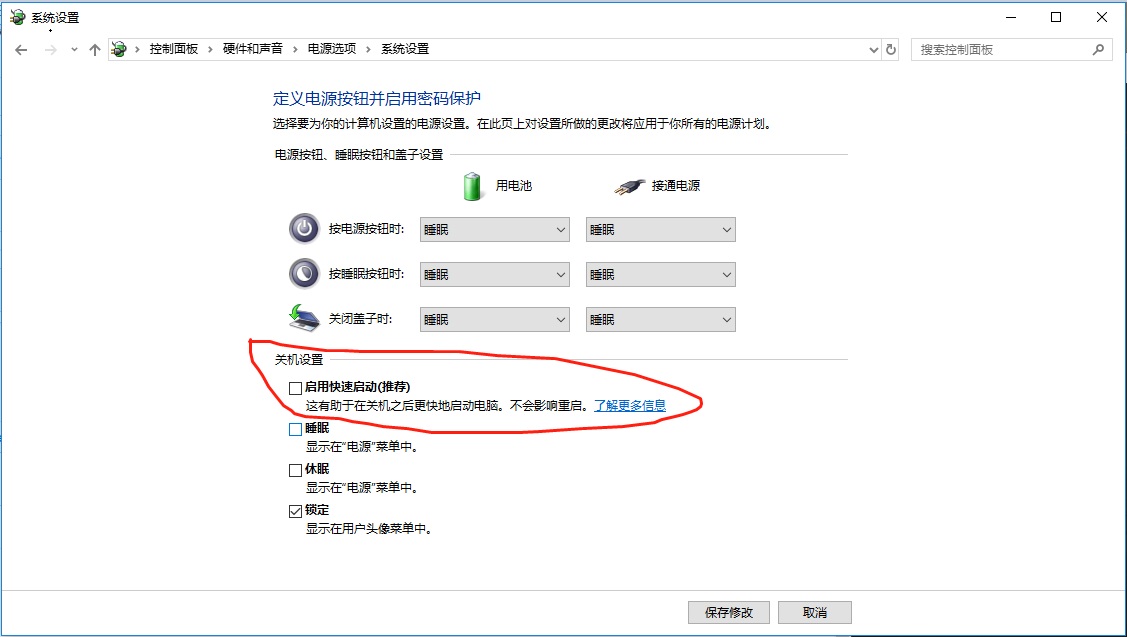 系统设置
控制面板 › 硬件和声音 › 电源选项 › 系统设置
搜索控制面板
定义电源按钮并启用密码保护
选择要为你的计算机设置的电源设置。在此页上对设置所做的更改将应用于你所有的电源计划。
电源按钮、睡眠按钮和盖子设置
用电池 接通电源
按电源按钮时: 睡眠 睡眠
按睡眠按钮时: 睡眠 睡眠
关闭盖子时: 睡眠 睡眠
关机设置
启用快速启动(推荐)
这有助于在关机之后更快地启动电脑。不会影响重启。了解更多信息
睡眠
显示在"电源"菜单中。
休眠
显示在"电源"菜单中。
锁定
显示在用户头像菜单中。
保存修改 取消